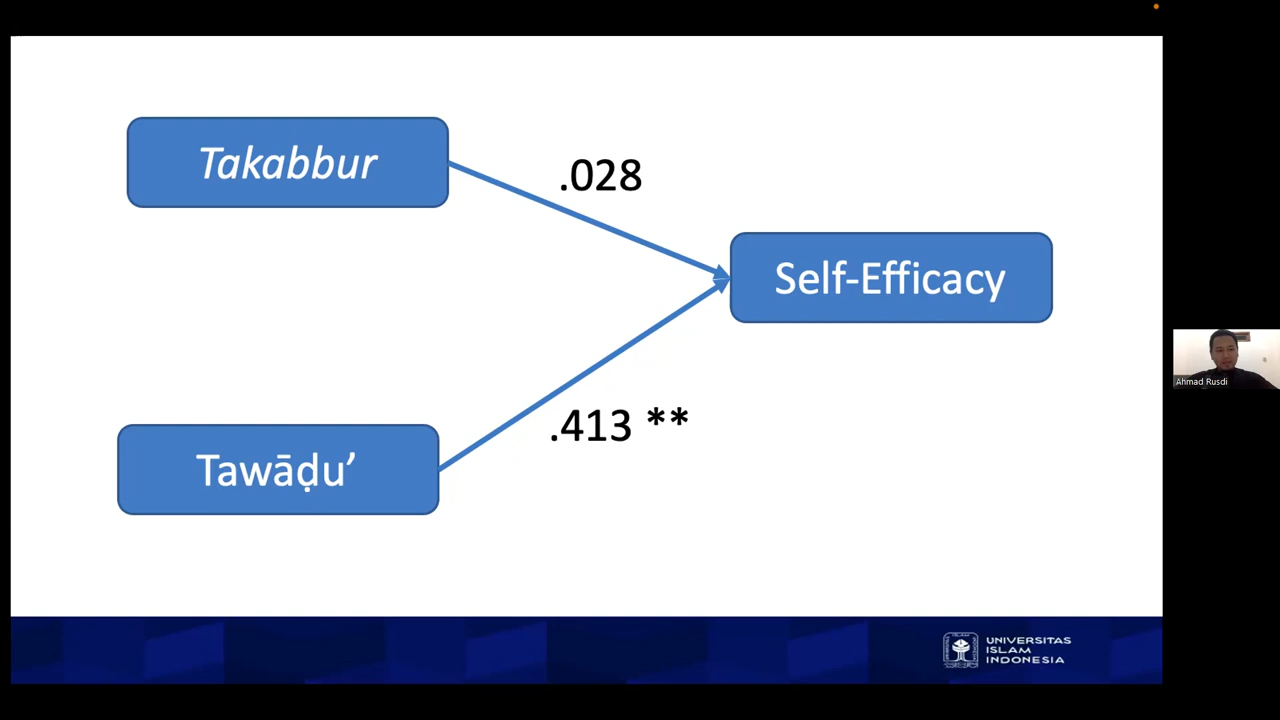 Takabbur
.028
Self-Efficacy
Ahmad Rusdi
.413 **
Tawāḍu’
UNIVERSITAS
ISLAM
INDONESIA